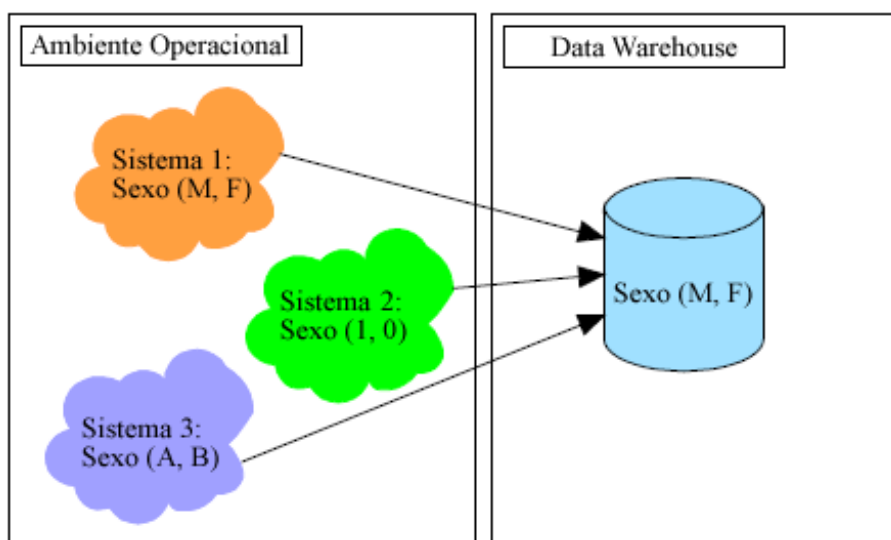 Ambiente Operacional
Data Warehouse
Sistema 1:
Sexo (M, F)
Sistema 2:
Sexo (1, 0)
Sexo (M, F)
Sistema 3:
Sexo (A, B)